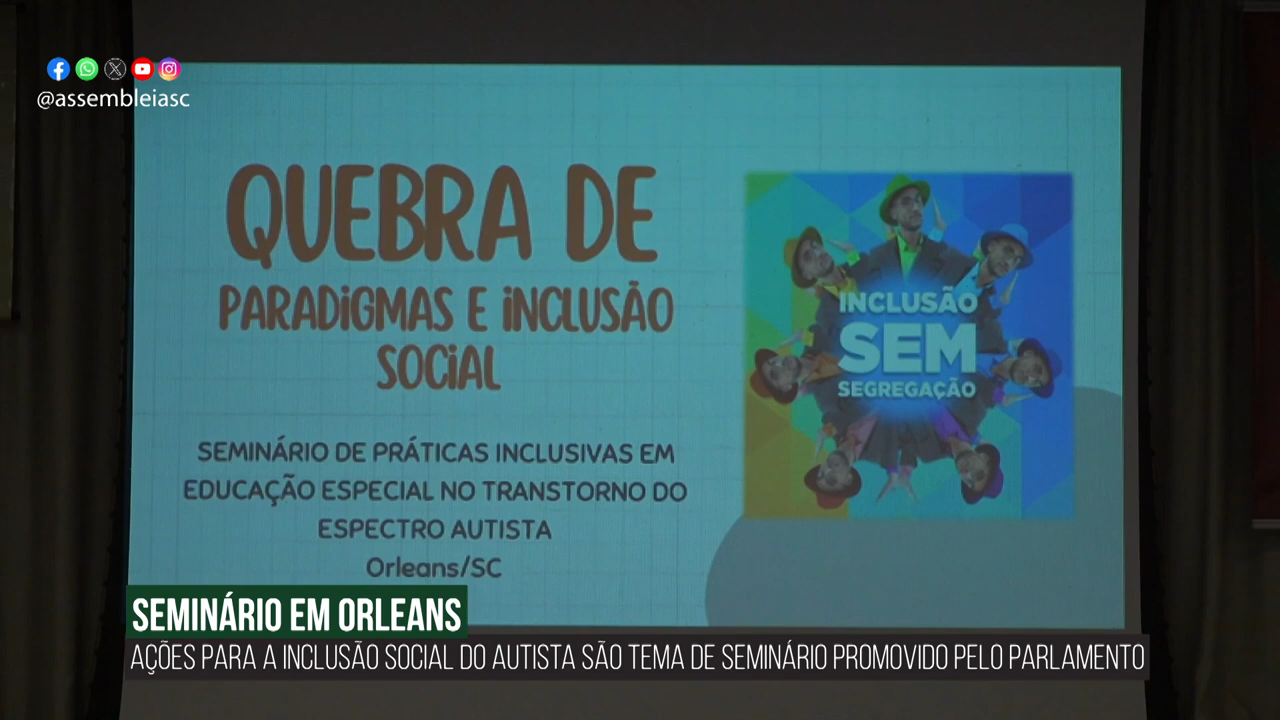 @assembleiasc
QUEBRA DE
PARADIGMAS E INCLUSÃO
SOCIAL
INCLUSÃO
SEM
SEGREGAÇÃO
SEMINÁRIO DE PRÁTICAS INCLUSIVAS EM
EDUCAÇÃO ESPECIAL NO TRANSTORNO DO
ESPECTRO AUTISTA
Orleans/SC
SEMINÁRIO EM ORLEANS
AÇÕES PARA A INCLUSÃO SOCIAL DO AUTISTA SÃO TEMA DE SEMINÁRIO PROMOVIDO PELO PARLAMENTO